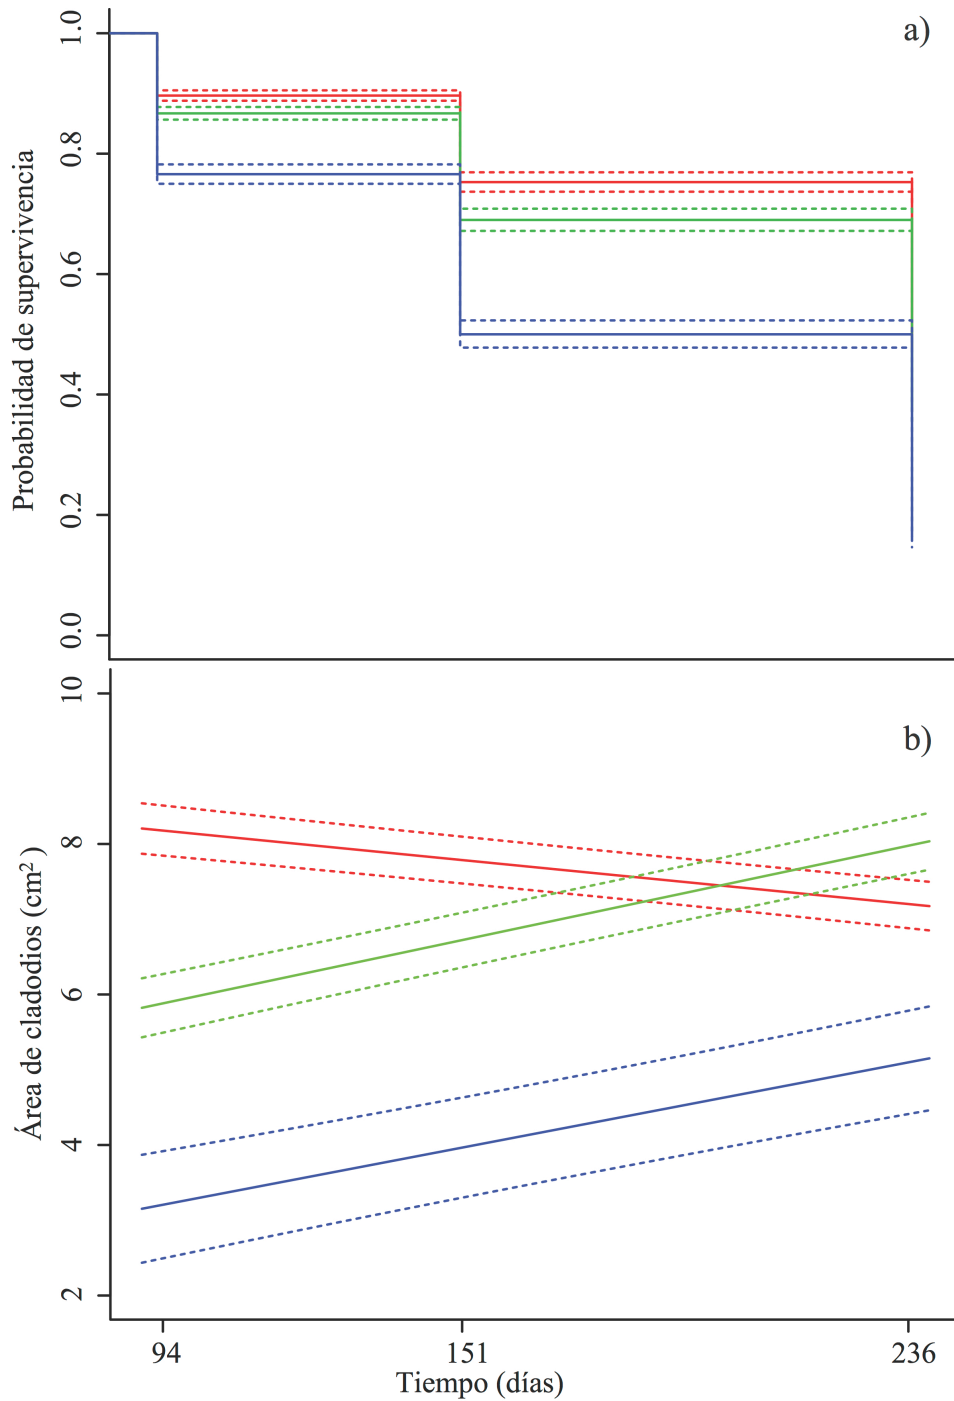 a)
1.0
0.8
0.6
0.4
0.2
0.0
Probabilidad de supervivencia
b)
10
8
6
4
2
Área de cladodios (cm²)
94 151 236
Tiempo (días)